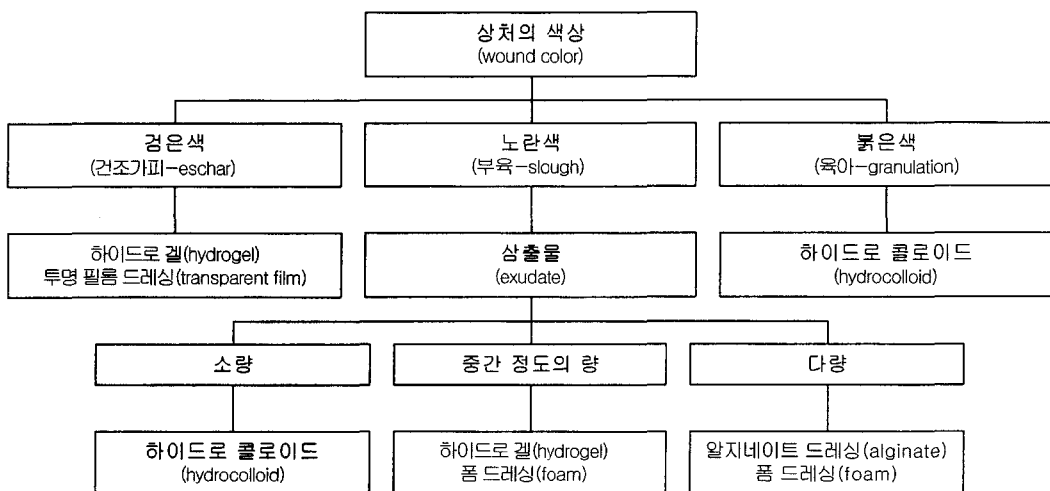 상처의 색상
(wound color)
검은색
(건조가피-eschar)
노란색
(부육-slough)
붉은색
(육아-granulation)
하이드로 겔(hydrogel)
투명 필름 드레싱(transparent film)
삼출물
(exudate)
하이드로 콜로이드
(hydrocolloid)
소량
중간 정도의 량
다량
하이드로 콜로이드
(hydrocolloid)
하이드로 겔(hydrogel)
폼 드레싱(foam)
알지네이트 드레싱(alginate)
폼 드레싱(foam)